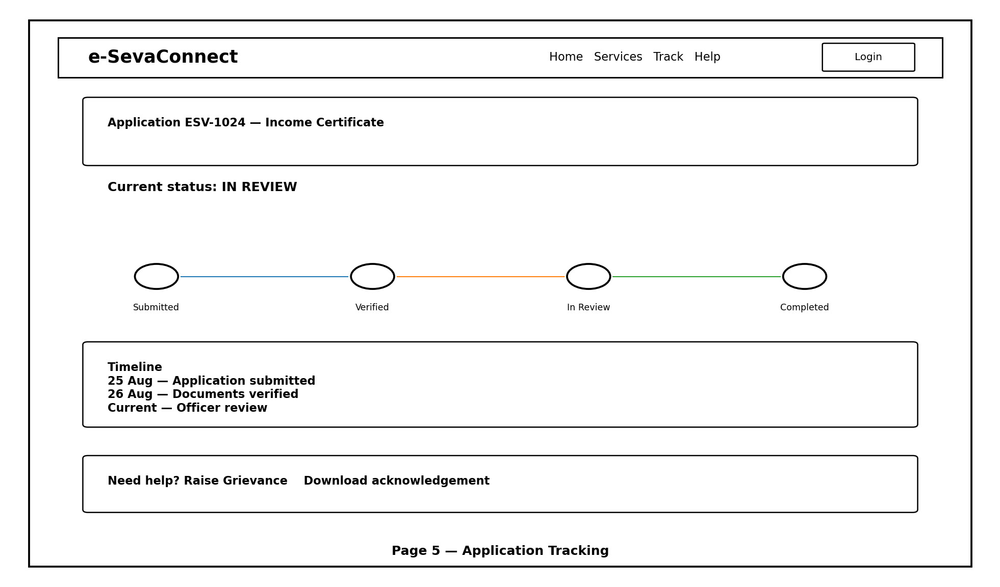 e-SevaConnect
Home Services Track Help
Login
Application ESV-1024 — Income Certificate
Current status: IN REVIEW
Submitted
Verified
In Review
Completed
Timeline
25 Aug — Application submitted
26 Aug — Documents verified
Current — Officer review
Need help? Raise Grievance Download acknowledgement
Page 5 — Application Tracking